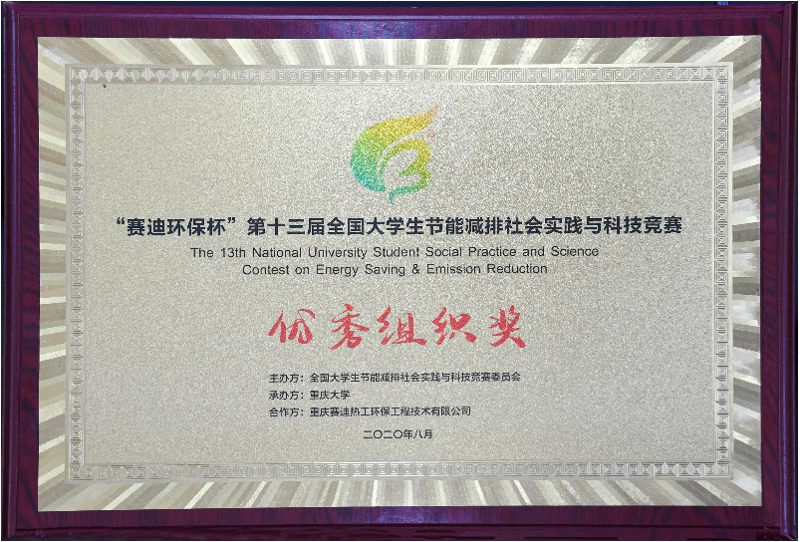 “赛迪环保杯”第十三届全国大学生节能减排社会实践与科技竞赛
The 13th National University Student Social Practice and Science
Contest on Energy Saving & Emission Reduction
优秀组织奖
主办方：全国大学生节能减排社会实践与科技竞赛委员会
承办方：重庆大学
合作方：重庆赛迪热工环保工程技术有限公司
二〇二〇年八月